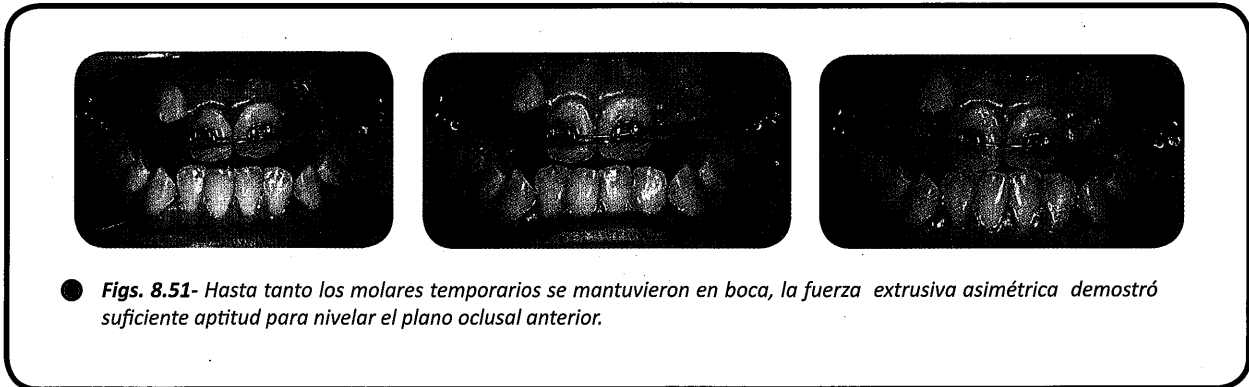 Figs. 8.51- Hasta tanto los molares temporarios se mantuvieron en boca, la fuerza extrusiva asimétrica demostró
suficiente aptitud para nivelar el plano oclusal anterior.